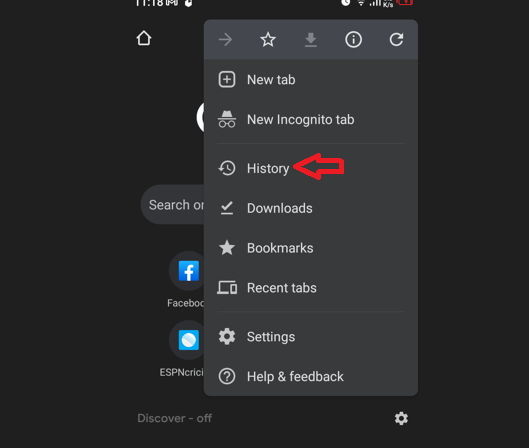 11:18
K/s
New tab
New Incognito tab
History
Downloads
Search or
Bookmarks
Recent tabs
Faceboo
Settings
ESPNcrici
Help & feedback
Discover - off